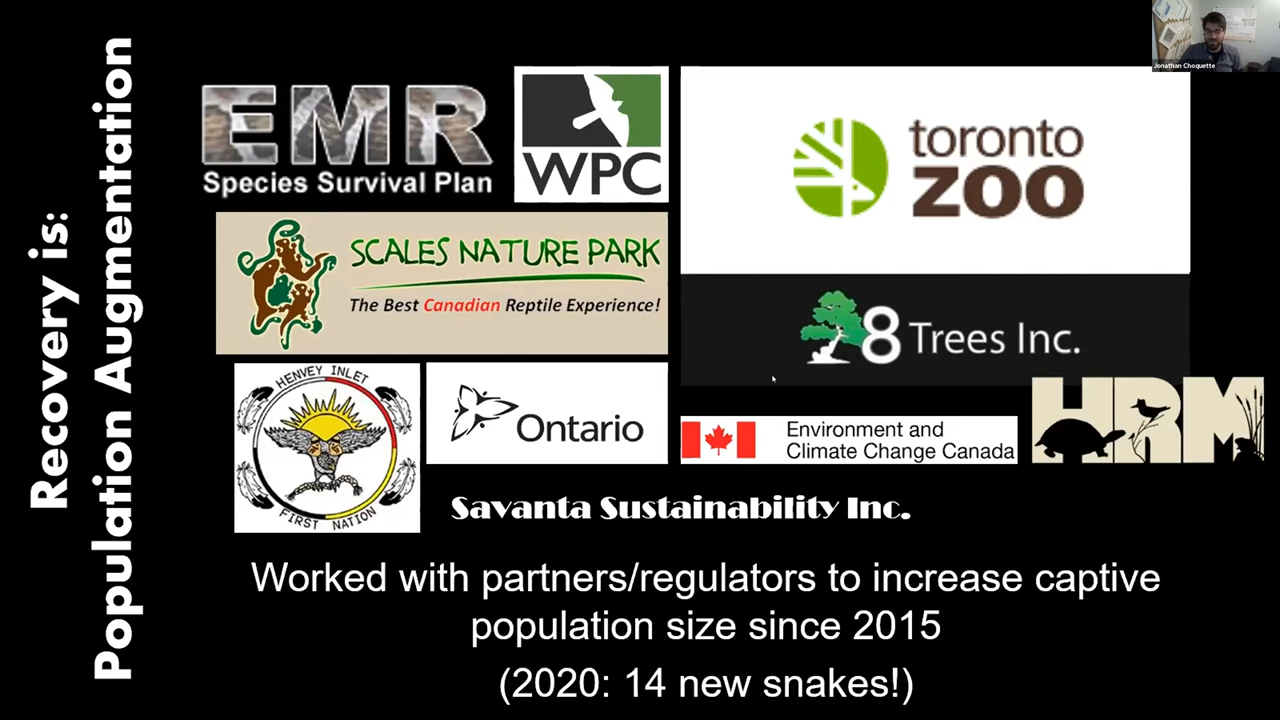 Recovery is:
Population Augmentation
EMR
Species Survival Plan
WPC
toronto
ZOO
SCALES NATURE PARK
The Best Canadian Reptile Experience!
8 Trees Inc.
HENVEY INLET
FIRST NATION
Ontario
Environment and
Climate Change Canada
HRM
Savanta Sustainability Inc.
Worked with partners/regulators to increase captive
population size since 2015
(2020: 14 new snakes!)
Jonathan Choquette